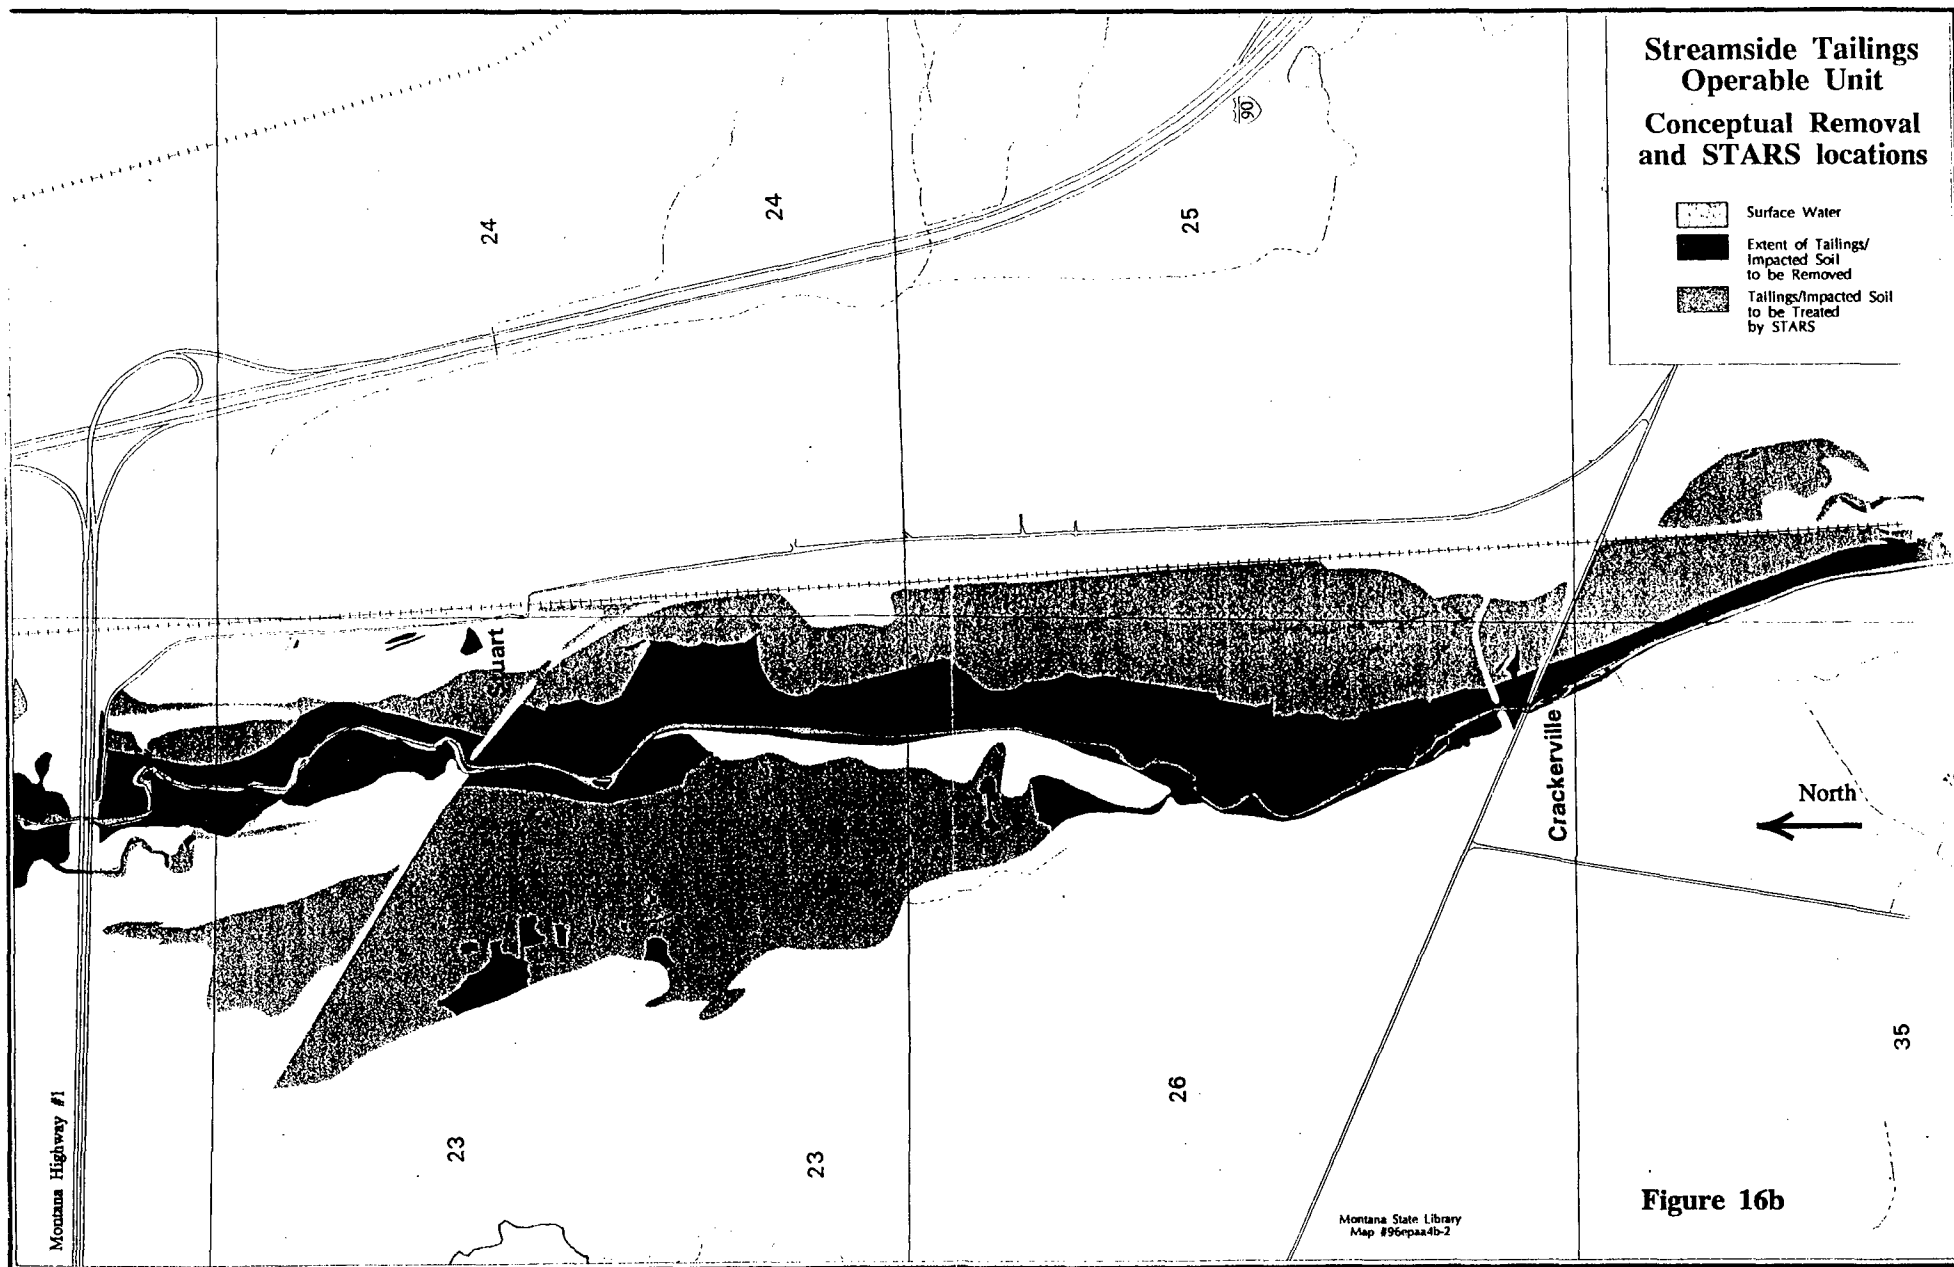 Streamside Tailings
Operable Unit
Conceptual Removal
and STARS locations
Surface Water
Extent of Tailings/
Impacted Soil
to be Removed
Tailings/Impacted Soil
to be Treated
by STARS
90
24
24
25
Stuart
Crackerville
North
35
26
23
23
Montana Highway #1
Montana State Library
Map #96epaa4b-2
Figure 16b